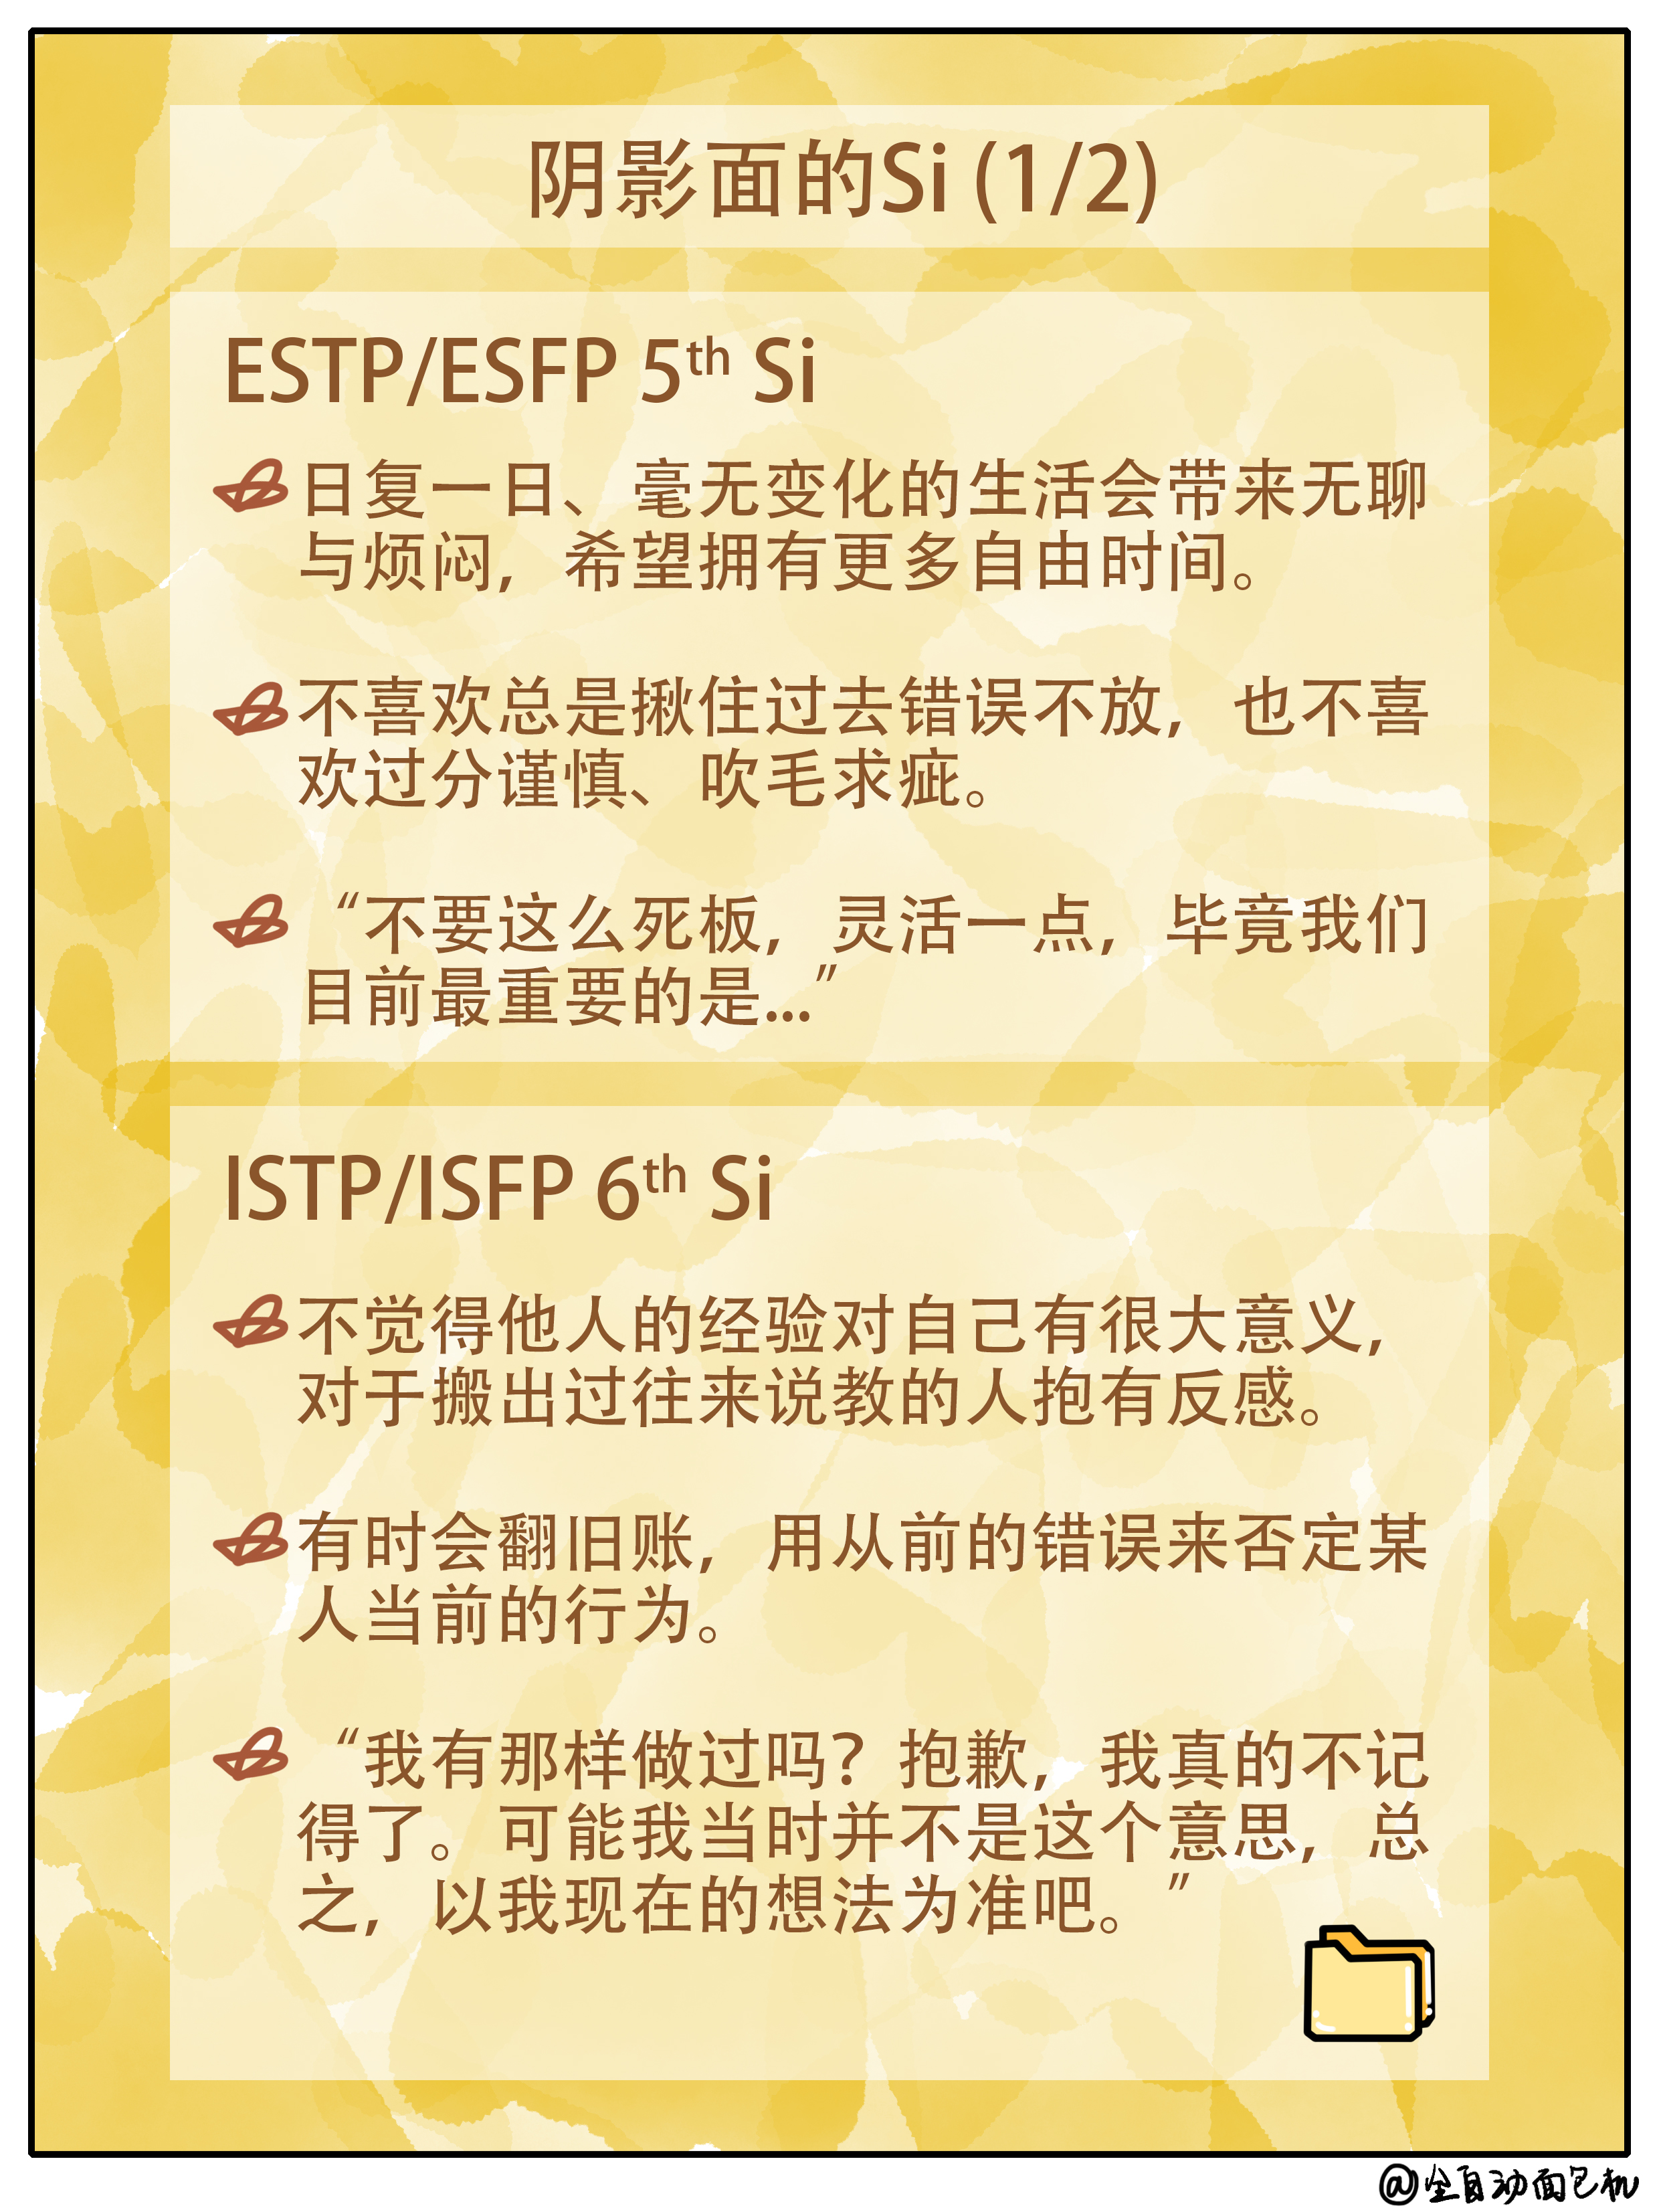 阴影面的Si (1/2)
ESTP/ESFP 5th Si
日复一日、毫无变化的生活会带来无聊
与烦闷，希望拥有更多自由时间。
不喜欢总是揪住过去错误不放，也不喜
欢过分谨慎、吹毛求疵。
“不要这么死板，灵活一点，毕竟我们
目前最重要的是...”
ISTP/ISFP 6th Si
不觉得他人的经验对自己有很大意义，
对于搬出过往来说教的人抱有反感。
有时会翻旧账，用从前的错误来否定某
人当前的行为。
“我有那样做过吗？抱歉，我真的不记
得了。可能我当时并不是这个意思，总
之，以我现在的想法为准吧。”
@全自动面包机